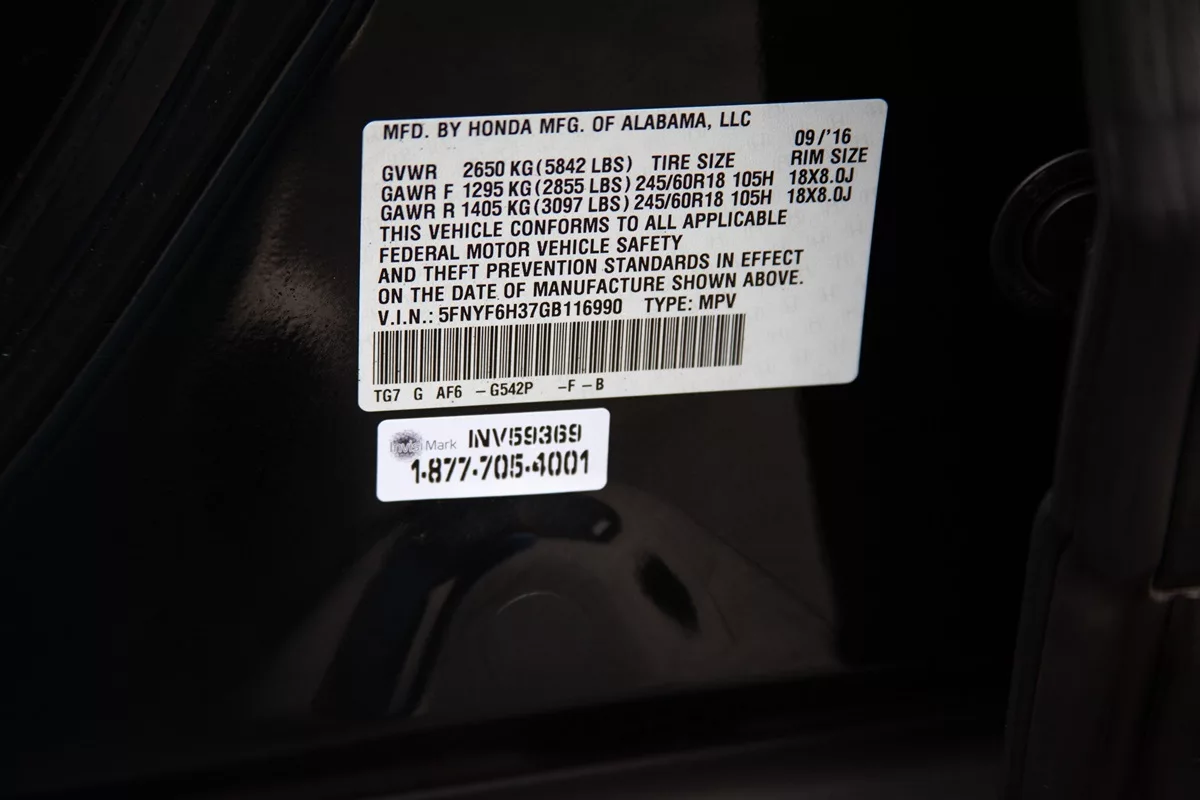 MFD. BY HONDA MFG. OF ALABAMA, LLC
09/'16
GVWR 2650 KG(5842 LBS) TIRE SIZE RIM SIZE
GAWR F 1295 KG(2855 LBS) 245/60R18 105H 18X8.0J
GAWR R 1405 KG(3097 LBS) 245/60R18 105H 18X8.0J
THIS VEHICLE CONFORMS TO ALL APPLICABLE
FEDERAL MOTOR VEHICLE SAFETY
AND THEFT PREVENTION STANDARDS IN EFFECT
ON THE DATE OF MANUFACTURE SHOWN ABOVE.
V.I.N.: 5FNYF6H37GB116990 TYPE: MPV
TG7 G AF6 -G542P -F-B
Mark INV59369
1-877-705-4001